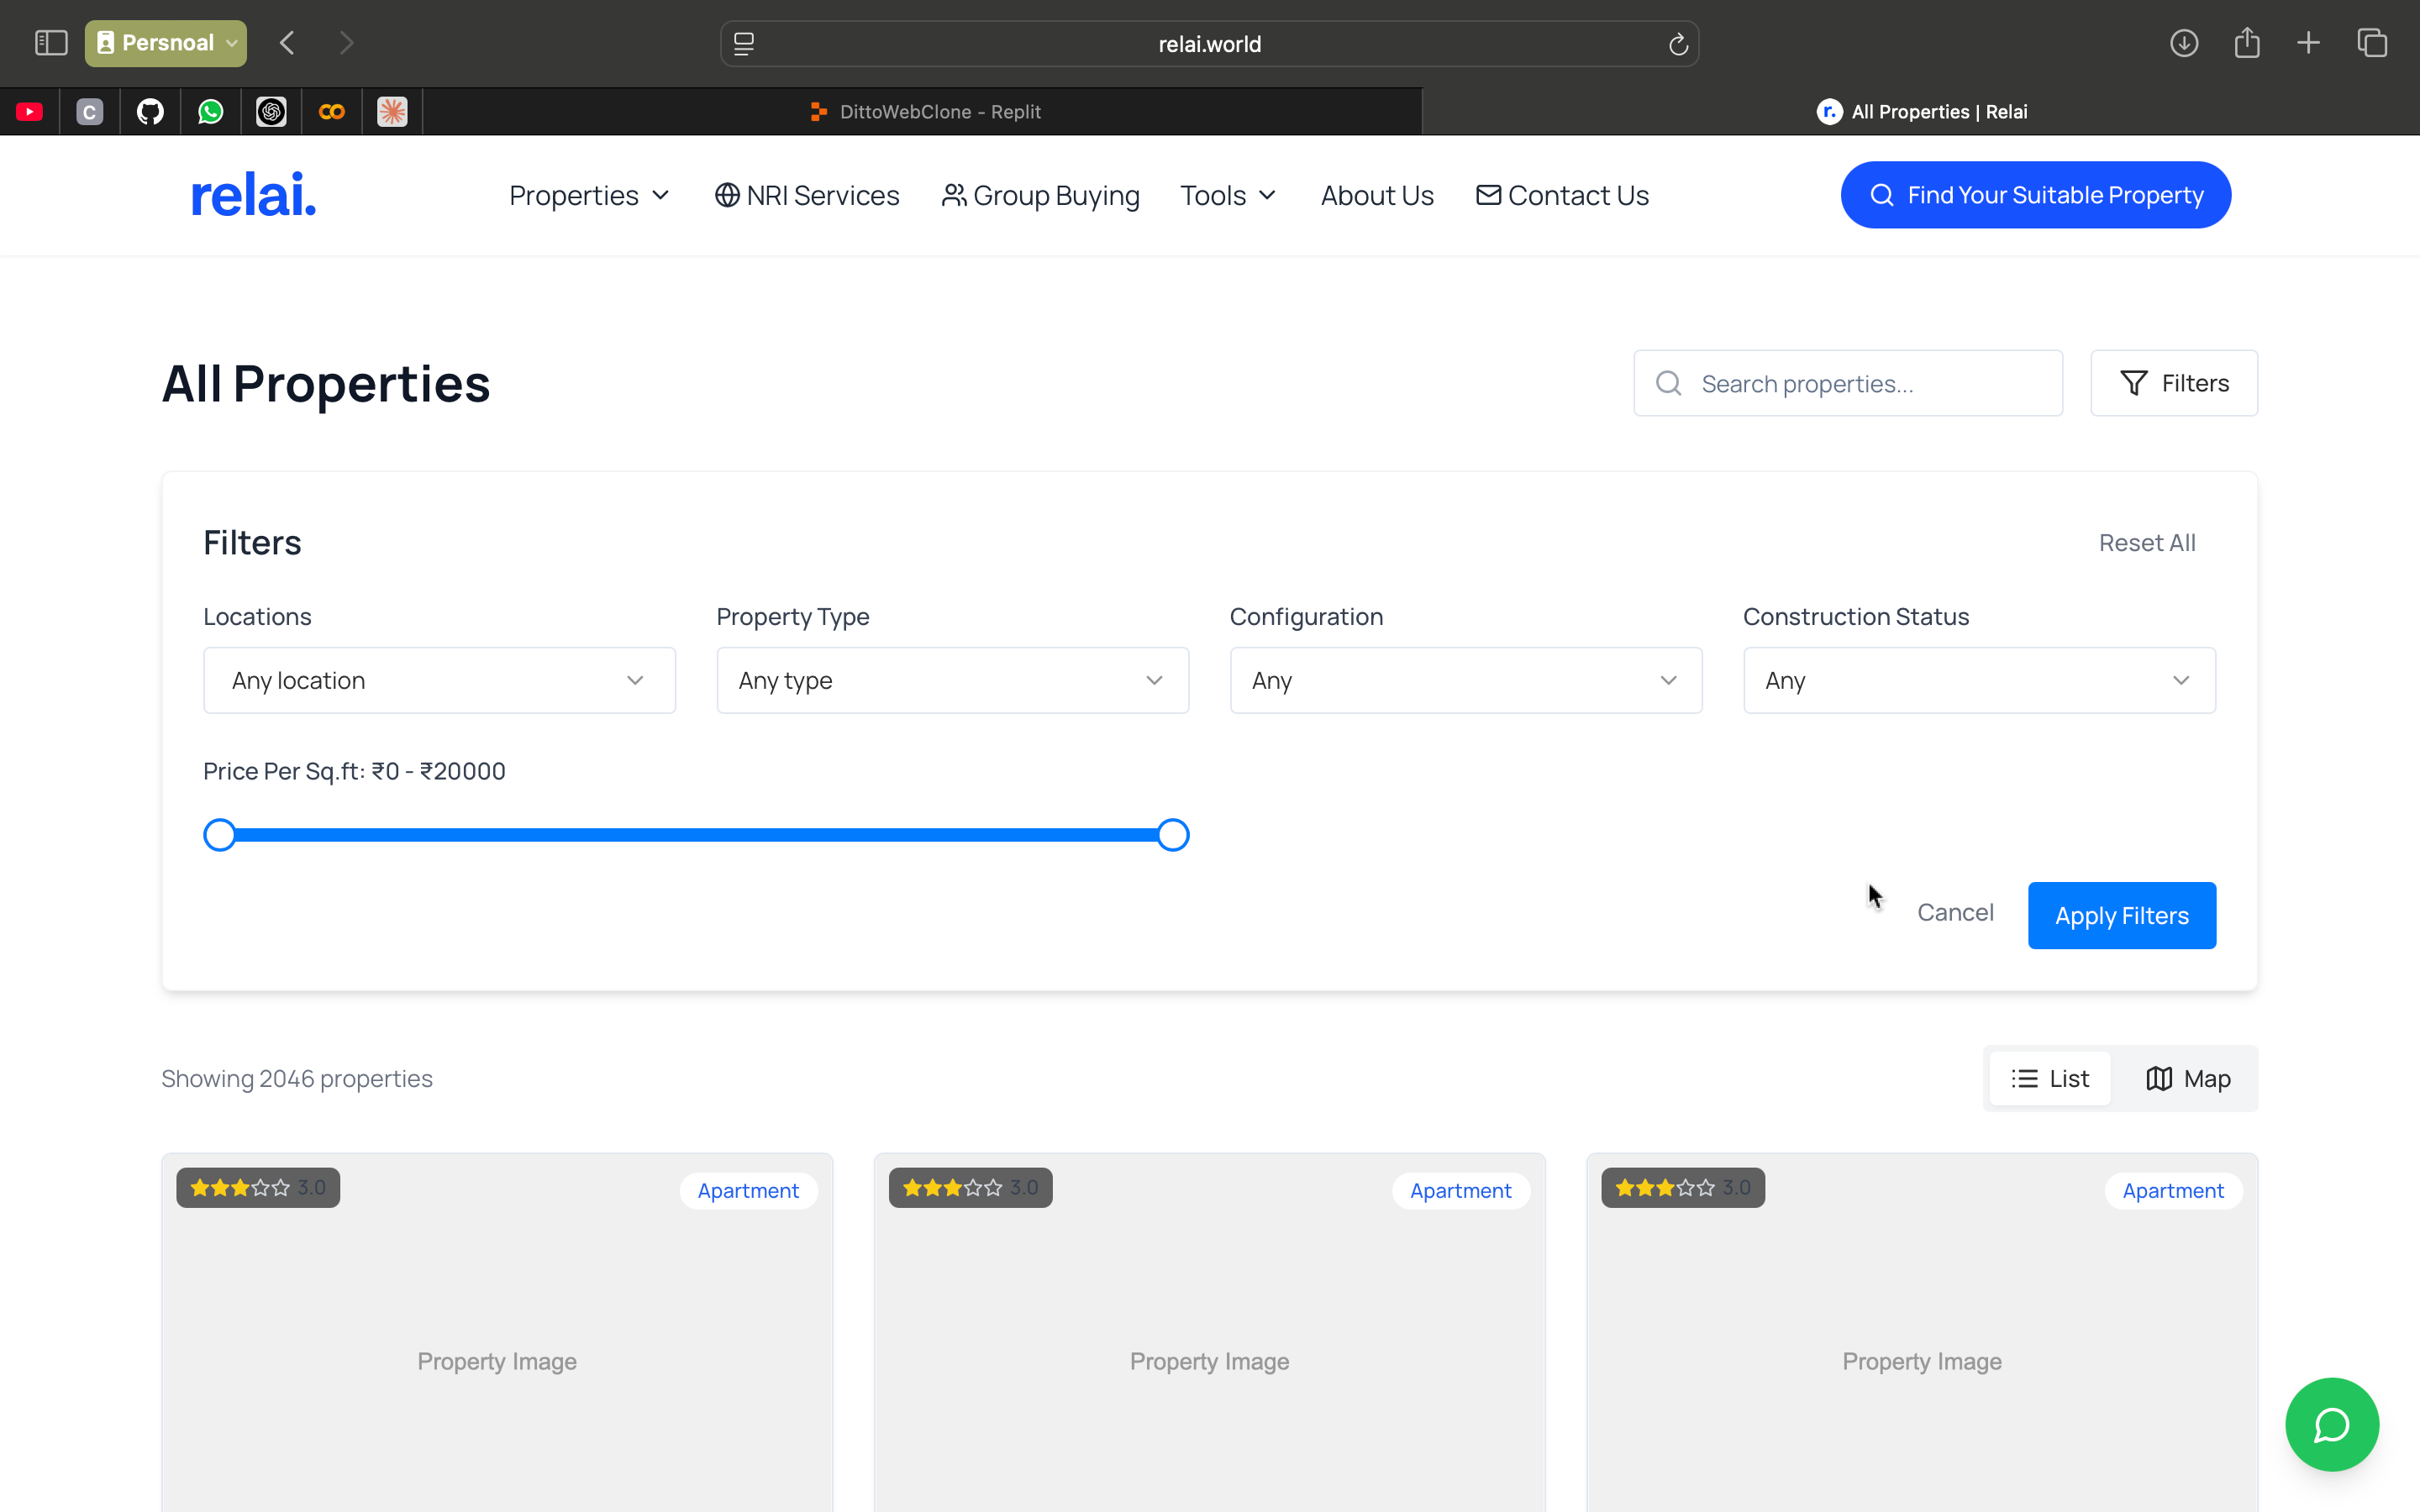 Persnoal
relai.world
C
DittoWebClone - Replit
r. All Properties | Relai
relai.
Properties
NRI Services
Group Buying
Tools
About Us
Contact Us
Find Your Suitable Property
All Properties
Search properties...
Filters
Filters
Reset All
Locations
Property Type
Configuration
Construction Status
Any location
Any type
Any
Any
Price Per Sq.ft: ₹0 - ₹20000
Cancel
Apply Filters
Showing 2046 properties
List
Map
3.0
Apartment
3.0
Apartment
3.0
Apartment
Property Image
Property Image
Property Image